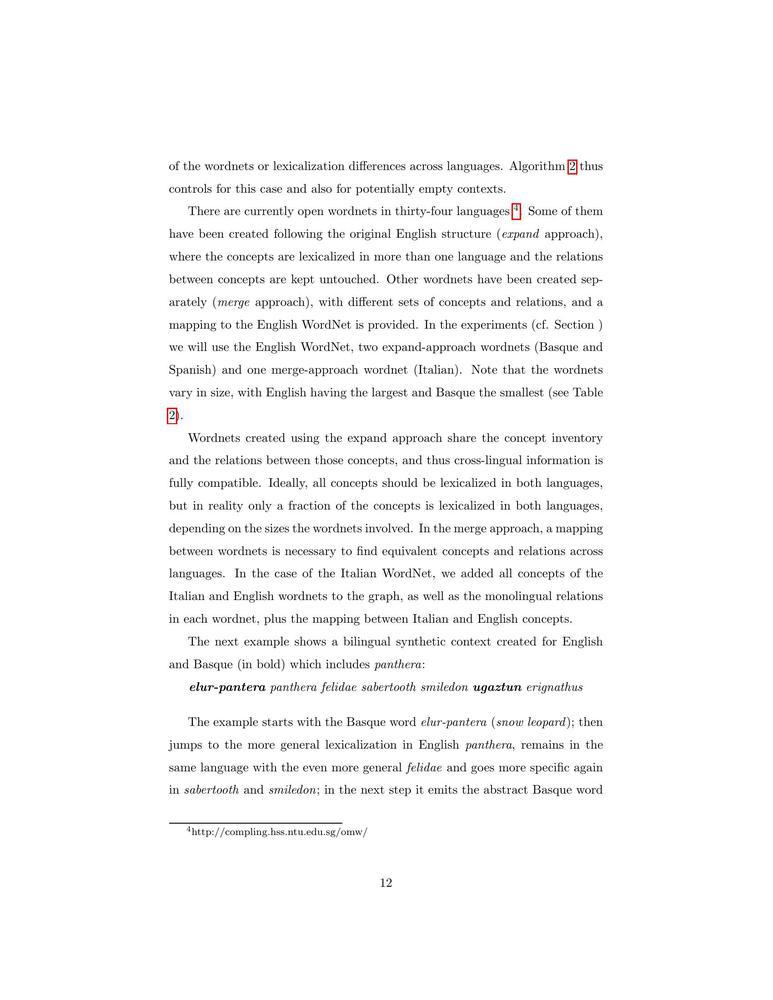 of the wordnets or lexicalization differences across languages. Algorithm 2 thus
controls for this case and also for potentially empty contexts.
There are currently open wordnets in thirty-four languages 4. Some of them
have been created following the original English structure (expand approach),
where the concepts are lexicalized in more than one language and the relations
between concepts are kept untouched. Other wordnets have been created sep-
arately (merge approach), with different sets of concepts and relations, and a
mapping to the English WordNet is provided. In the experiments (cf. Section )
we will use the English WordNet, two expand-approach wordnets (Basque and
Spanish) and one merge-approach wordnet (Italian). Note that the wordnets
vary in size, with English having the largest and Basque the smallest (see Table
2).
Wordnets created using the expand approach share the concept inventory
and the relations between those concepts, and thus cross-lingual information is
fully compatible. Ideally, all concepts should be lexicalized in both languages,
but in reality only a fraction of the concepts is lexicalized in both languages,
depending on the sizes the wordnets involved. In the merge approach, a mapping
between wordnets is necessary to find equivalent concepts and relations across
languages. In the case of the Italian WordNet, we added all concepts of the
Italian and English wordnets to the graph, as well as the monolingual relations
in each wordnet, plus the mapping between Italian and English concepts.
The next example shows a bilingual synthetic context created for English
and Basque (in bold) which includes panthera:
elur-pantera panthera felidae sabertooth smiledon ugaztun erignathus
The example starts with the Basque word elur-pantera (snow leopard); then
jumps to the more general lexicalization in English panthera, remains in the
same language with the even more general felidae and goes more specific again
in sabertooth and smiledon; in the next step it emits the abstract Basque word
4http://compling.hss.ntu.edu.sg/omw/
12